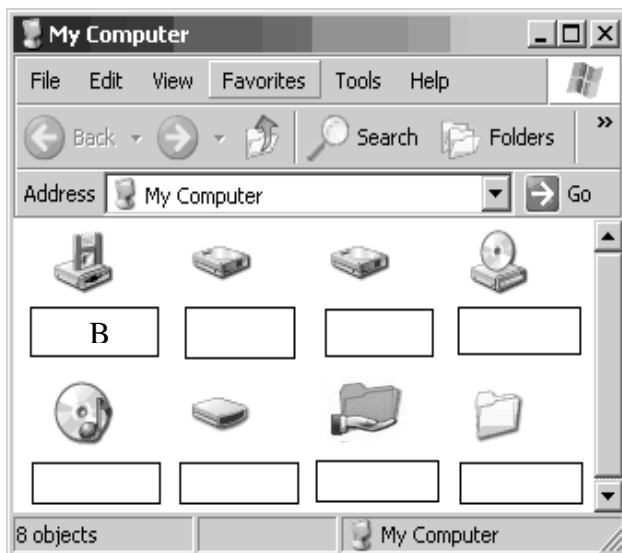 My Computer
File Edit View Favorites Tools Help
Back Search Folders »
Address My Computer Go
B
8 objects My Computer